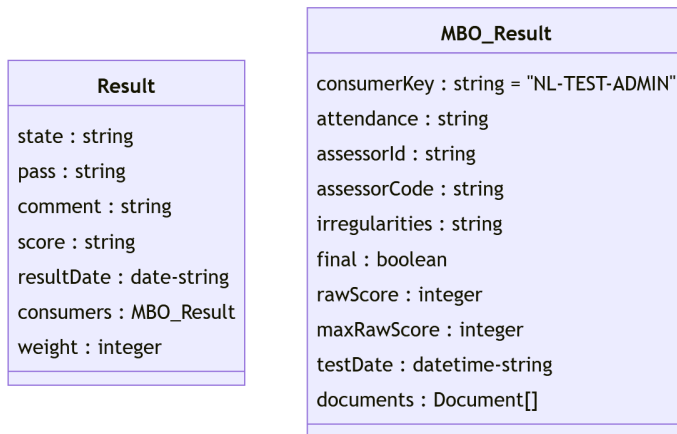 Result
state : string
pass : string
comment : string
score : string
resultDate : date-string
consumers : MBO_Result
weight : integer
MBO_Result
consumerKey : string = "NL-TEST-ADMIN"
attendance : string
assessorId : string
assessorCode : string
irregularities : string
final : boolean
rawScore : integer
maxRawScore : integer
testDate : datetime-string
documents : Document[]